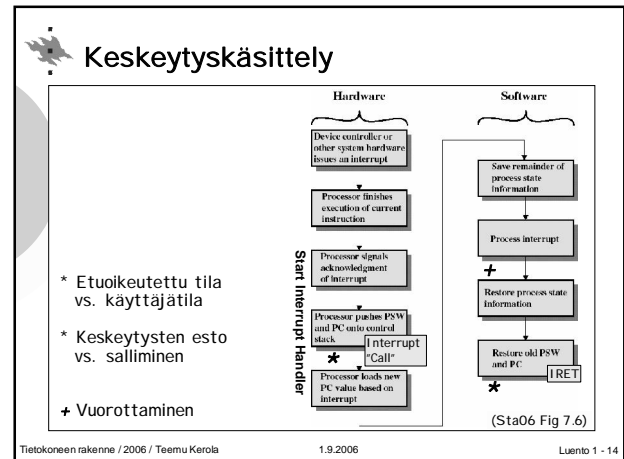 Keskeytyskäsittely
Hardware
Device controller or
other system hardware
issues an interrupt
Processor finishes
execution of current
instruction
Processor signals
acknowledgment
of interrupt
Processor pushes PSW
and PC onto control
stack
Interrupt
"Call"
*
Processor loads new
PC value based on
interrupt
Start Interrupt Handler
Software
Save remainder of
process state
information
Process interrupt
+
Restore process state
information
Restore old PSW
and PC
IRET
*
* Etuoikeutettu tila
vs. käyttäjätila
* Keskeytysten esto
vs. salliminen
+ Vuorottaminen
(Sta06 Fig 7.6)
Tietokoneen rakenne / 2006 / Teemu Kerola
1.9.2006
Luento 1 - 14